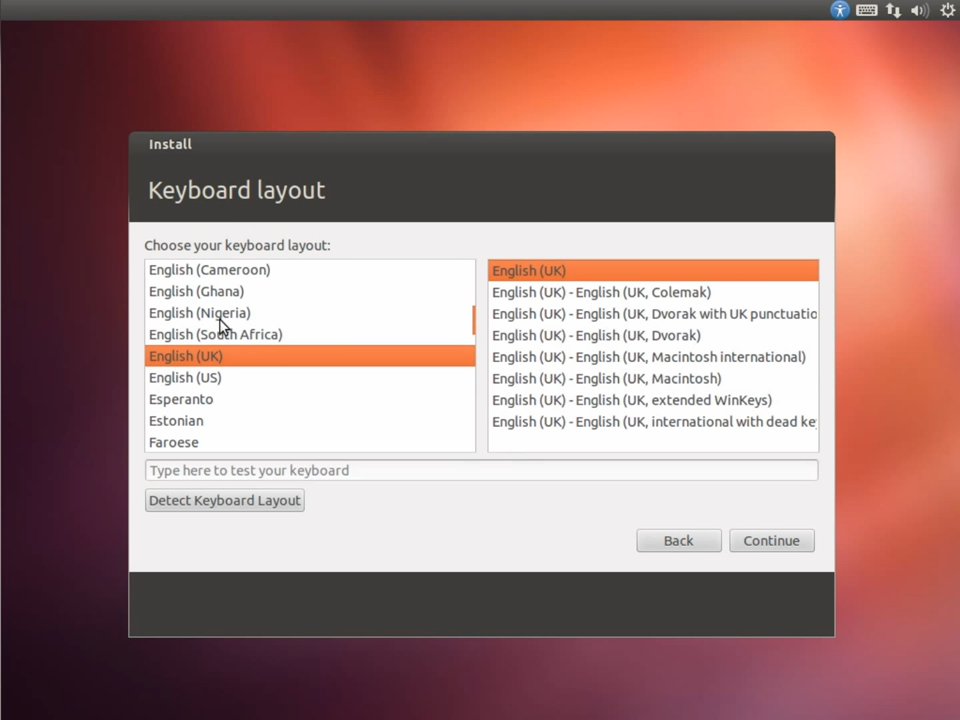 Install
Keyboard layout
Choose your keyboard layout:
English (Cameroon)
English (Ghana)
English (Nigeria)
English (South Africa)
English (UK)
English (US)
Esperanto
Estonian
Faroese
English (UK)
English (UK) - English (UK, Colemak)
English (UK) - English (UK, Dvorak with UK punctuatio
English (UK) - English (UK, Dvorak)
English (UK) - English (UK, Macintosh international)
English (UK) - English (UK, Macintosh)
English (UK) - English (UK, extended WinKeys)
English (UK) - English (UK, international with dead ke
Type here to test your keyboard
Detect Keyboard Layout
Back
Continue